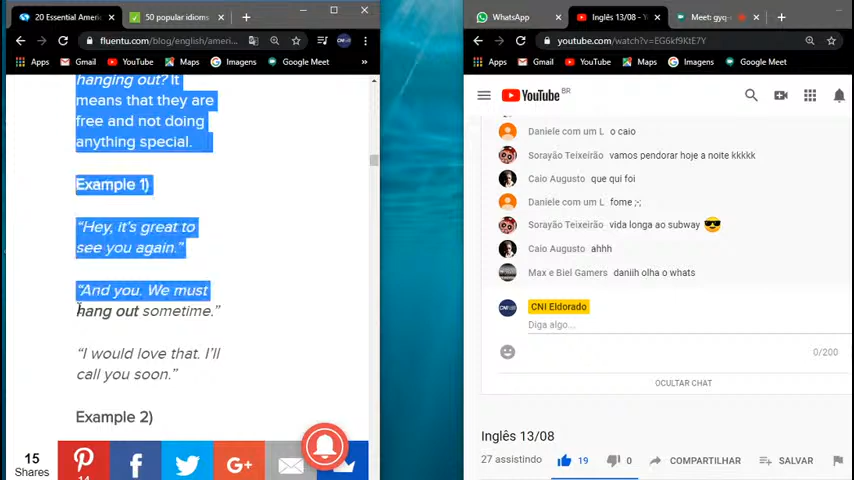 20 Essential Ameri
50 popular idioms
fluentu.com/blog/english/ameri...
Apps
Gmail
YouTube
Maps
Imagens
Google Meet
hanging out? It
means that they are
free and not doing
anything special.
Example 1)
“Hey, it’s great to
see you again.”
“And you. We must
hang out sometime.”
“I would love that. I’ll
call you soon.”
Example 2)
15
Shares
14
G+
WhatsApp
Inglês 13/08 - Y
Meet: gyq
youtube.com/watch?v=EG6kf9KtE7Y
Apps
Gmail
YouTube
Maps
Imagens
Google Meet
YouTube BR
Daniele com um L o caio
Sorayão Teixeirão vamos pendorar hoje a noite kkkkk
Caio Augusto que qui foi
Daniele com um L fome ;-;
Sorayão Teixeirão vida longa ao subway 😎
Caio Augusto ahhh
Max e Biel Gamers daniih olha o whats
CNI Eldorado
Diga algo...
0/200
OCULTAR CHAT
Inglês 13/08
27 assistindo
19
0
COMPARTILHAR
SALVAR